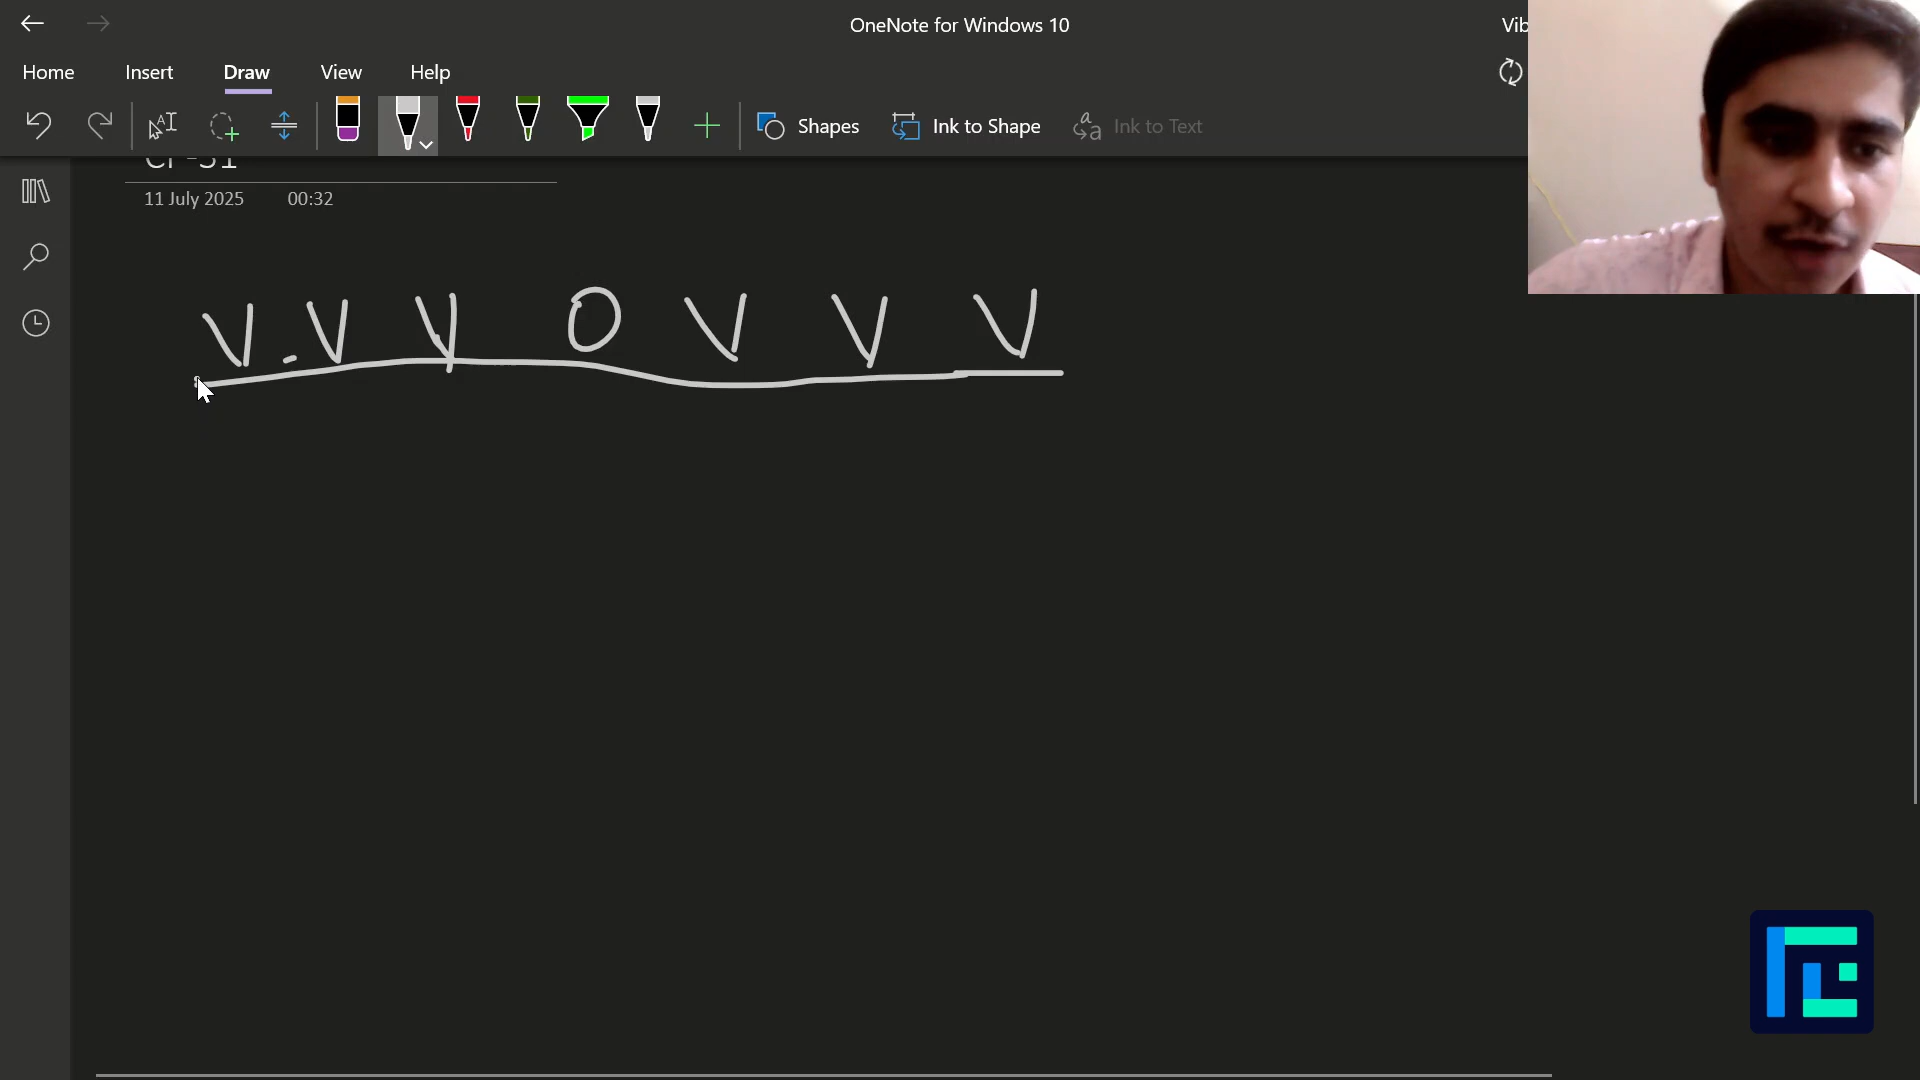 OneNote for Windows 10
Vib
Home Insert Draw View Help
Shapes Ink to Shape Ink to Text
11 July 2025 00:32
V V V O V V V